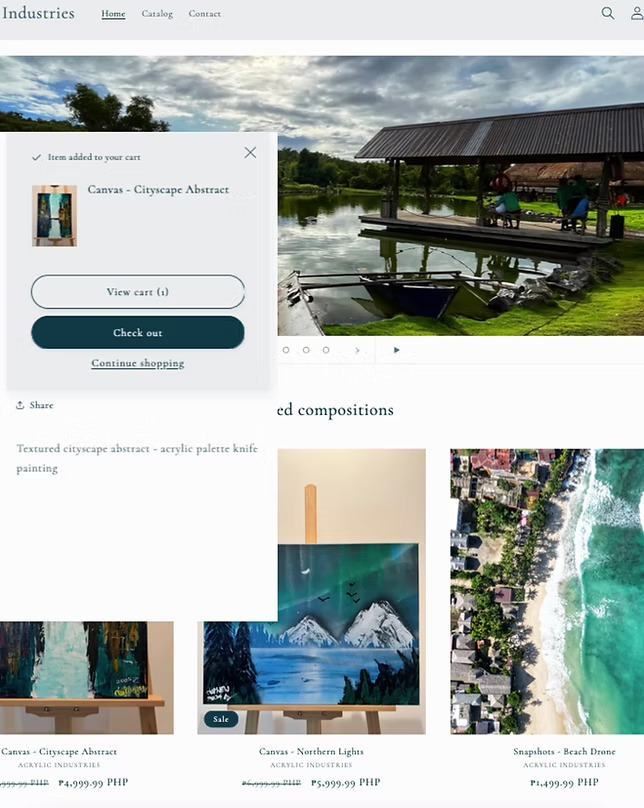 Industries
Home Catalog Contact
Item added to your cart
Canvas - Cityscape Abstract
View cart (1)
Check out
Continue shopping
Share
ed compositions
Textured cityscape abstract - acrylic palette knife
painting
Sale
Canvas - Cityscape Abstract
ACRYLIC INDUSTRIES
,999.99 PHP ₱4,999.99 PHP
Canvas - Northern Lights
ACRYLIC INDUSTRIES
₱6,999.99 PHP ₱5,999.99 PHP
Snapshots - Beach Drone
ACRYLIC INDUSTRIES
₱1,499.99 PHP